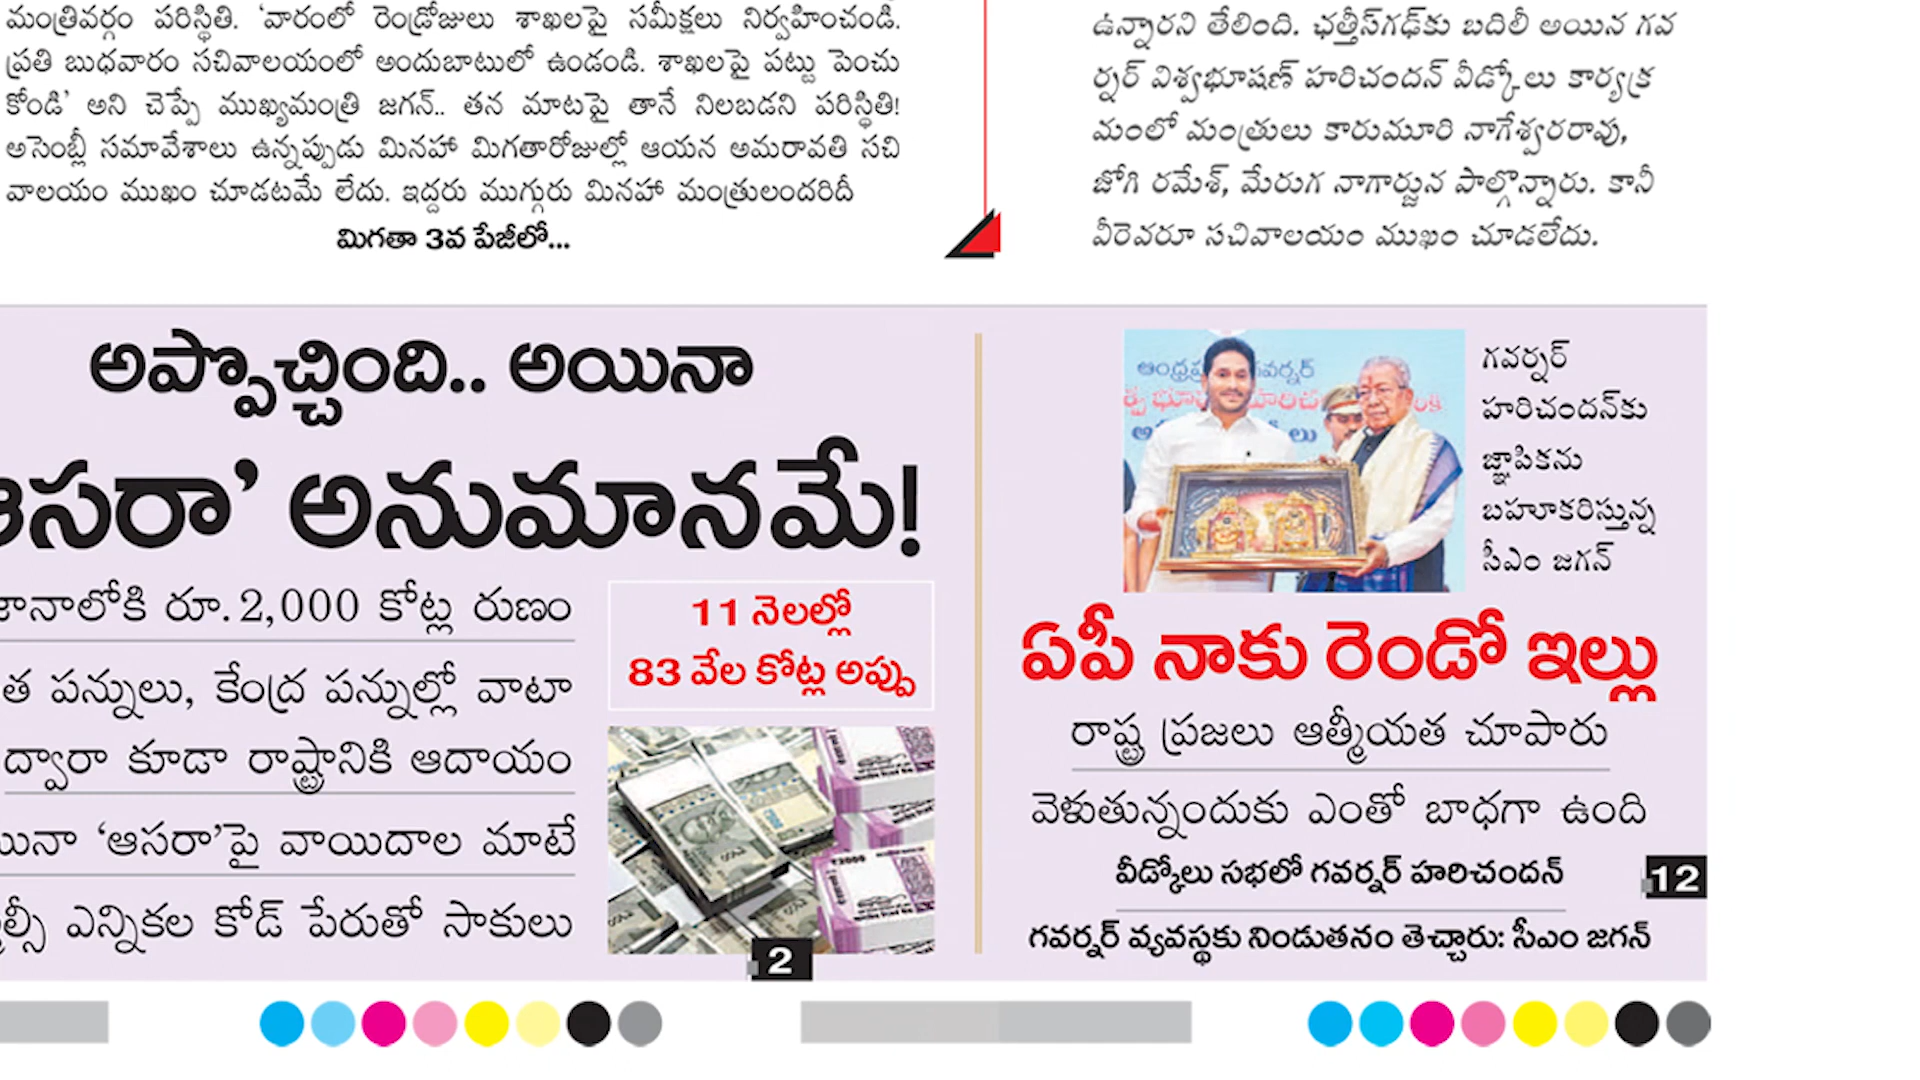 మంత్రివర్గం పరిస్థితి. ‘వారంలో రెండ్రోజులు శాఖలపై సమీక్షలు నిర్వహించండి.
ప్రతి బుధవారం సచివాలయంలో అందుబాటులో ఉండండి. శాఖలపై పట్టు పెంచు
కోండి’ అని చెప్పే ముఖ్యమంత్రి జగన్.. తన మాటపై తానే నిలబడని పరిస్థితి!
అసెంబ్లీ సమావేశాలు ఉన్నప్పుడు మినహా మిగతారోజుల్లో ఆయన అమరావతి సచి
వాలయం ముఖం చూడటమే లేదు. ఇద్దరు ముగ్గురు మినహా మంత్రులందరిదీ
మిగతా 3వ పేజీలో...
ఉన్నారని తేలింది. ఛత్తీస్‌గఢ్‌కు బదిలీ అయిన గవ
ర్నర్ విశ్వభూషణ్ హరిచందన్ వీడ్కోలు కార్యక్ర
మంలో మంత్రులు కారుమూరి నాగేశ్వరరావు,
జోగి రమేశ్, మేరుగ నాగార్జున పాల్గొన్నారు. కానీ
వీరెవరూ సచివాలయం ముఖం చూడలేదు.
అప్పొచ్చింది.. అయినా
ఆసరా’ అనుమానమే!
జానాలోకి రూ.2,000 కోట్ల రుణం
త పన్నులు, కేంద్ర పన్నుల్లో వాటా
ద్వారా కూడా రాష్ట్రానికి ఆదాయం
యినా ‘ఆసరా’పై వాయిదాల మాటే
ఎన్నికల కోడ్ పేరుతో సాకులు
11 నెలల్లో
83 వేల కోట్ల అప్పు
2
గవర్నర్
హరిచందన్‌కు
జ్ఞాపికను
బహూకరిస్తున్న
సీఎం జగన్
ఏపీ నాకు రెండో ఇల్లు
రాష్ట్ర ప్రజలు ఆత్మీయత చూపారు
వెళుతున్నందుకు ఎంతో బాధగా ఉంది
వీడ్కోలు సభలో గవర్నర్ హరిచందన్
12
గవర్నర్ వ్యవస్థకు నిండుతనం తెచ్చారు: సీఎం జగన్